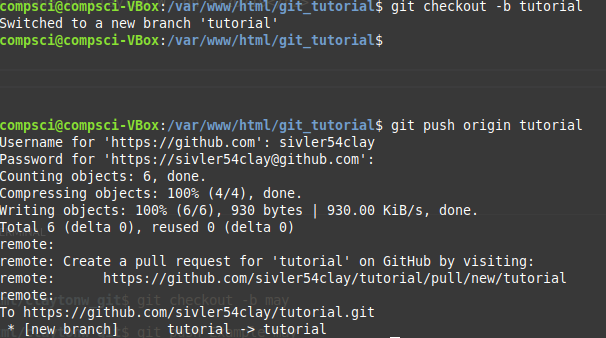 compsci@compsci-VBox:/var/www/html/git_tutorial$ git checkout -b tutorial
Switched to a new branch 'tutorial'
compsci@compsci-VBox:/var/www/html/git_tutorial$
compsci@compsci-VBox:/var/www/html/git_tutorial$ git push origin tutorial
Username for 'https://github.com': sivler54clay
Password for 'https://sivler54clay@github.com':
Counting objects: 6, done.
Compressing objects: 100% (4/4), done.
Writing objects: 100% (6/6), 930 bytes | 930.00 KiB/s, done.
Total 6 (delta 0), reused 0 (delta 0)
remote:
remote: Create a pull request for 'tutorial' on GitHub by visiting:
remote:      https://github.com/sivler54clay/tutorial/pull/new/tutorial
remote:
git$ git checkout -b may
To https://github.com/sivler54clay/tutorial.git
 * [new branch]      tutorial -> tutorial